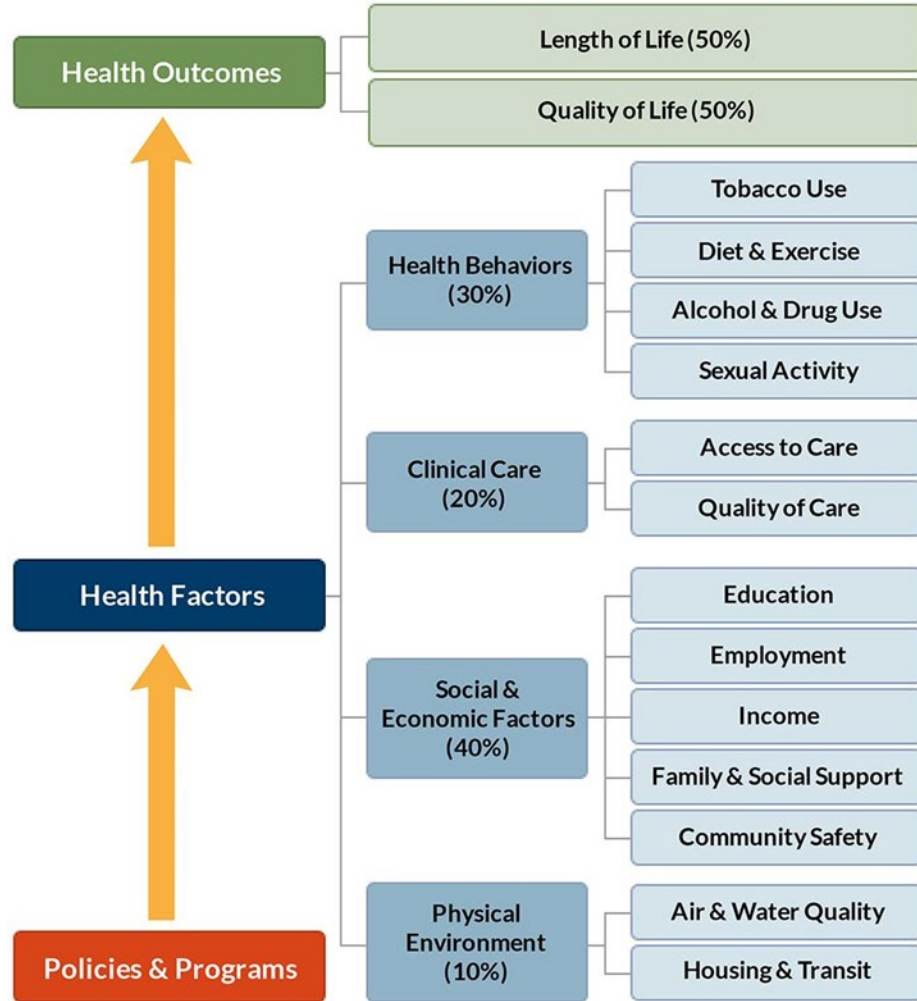 Health Outcomes
Length of Life (50%)
Quality of Life (50%)
Health Factors
Health Behaviors
(30%)
Tobacco Use
Diet & Exercise
Alcohol & Drug Use
Sexual Activity
Clinical Care
(20%)
Access to Care
Quality of Care
Social &
Economic Factors
(40%)
Education
Employment
Income
Family & Social Support
Community Safety
Physical
Environment
(10%)
Air & Water Quality
Housing & Transit
Policies & Programs